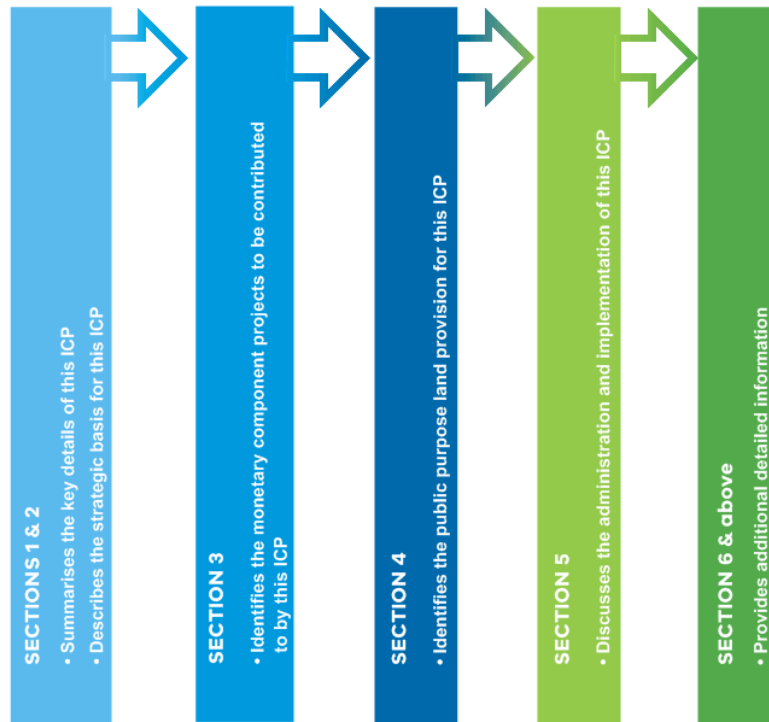 SECTIONS 1 & 2
• Summarises the key details of this ICP
• Describes the strategic basis for this ICP
SECTION 3
• Identifies the monetary component projects to be contributed
to by this ICP
SECTION 4
• Identifies the public purpose land provision for this ICP
SECTION 5
• Discusses the administration and implementation of this ICP
SECTION 6 & above
• Provides additional detailed information